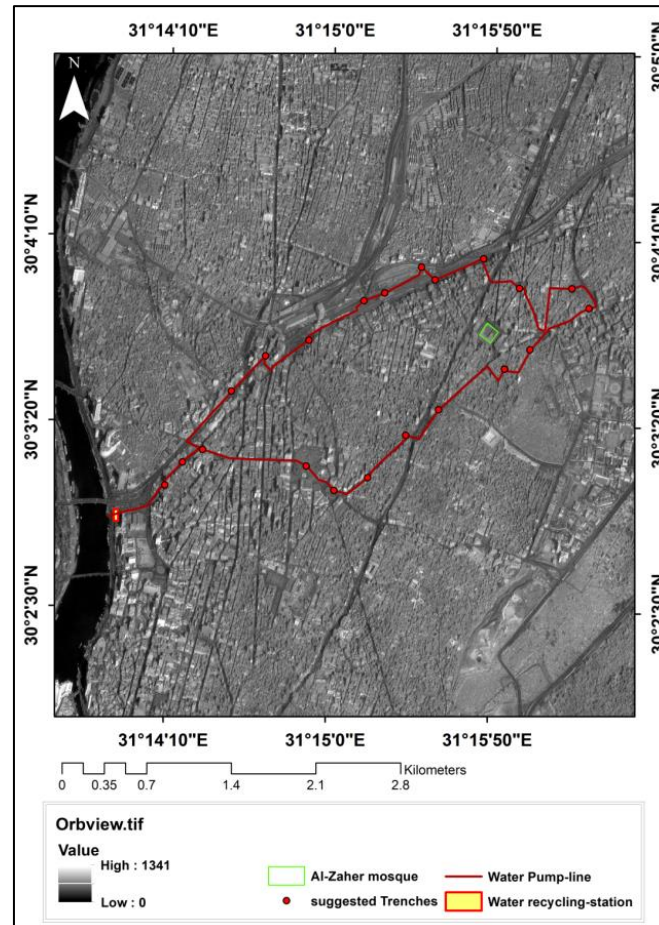 31°14'10"E 31°15'0"E 31°15'50"E
N
30°5'0"N
30°4'10"N 30°4'10"N
30°3'20"N 30°3'20"N
30°2'30"N 30°2'30"N
31°14'10"E 31°15'0"E 31°15'50"E
Kilometers
0 0.35 0.7 1.4 2.1 2.8
Orbview.tif
Value
High : 1341
Low : 0
Al-Zaher mosque
suggested Trenches
Water Pump-line
Water recycling-station